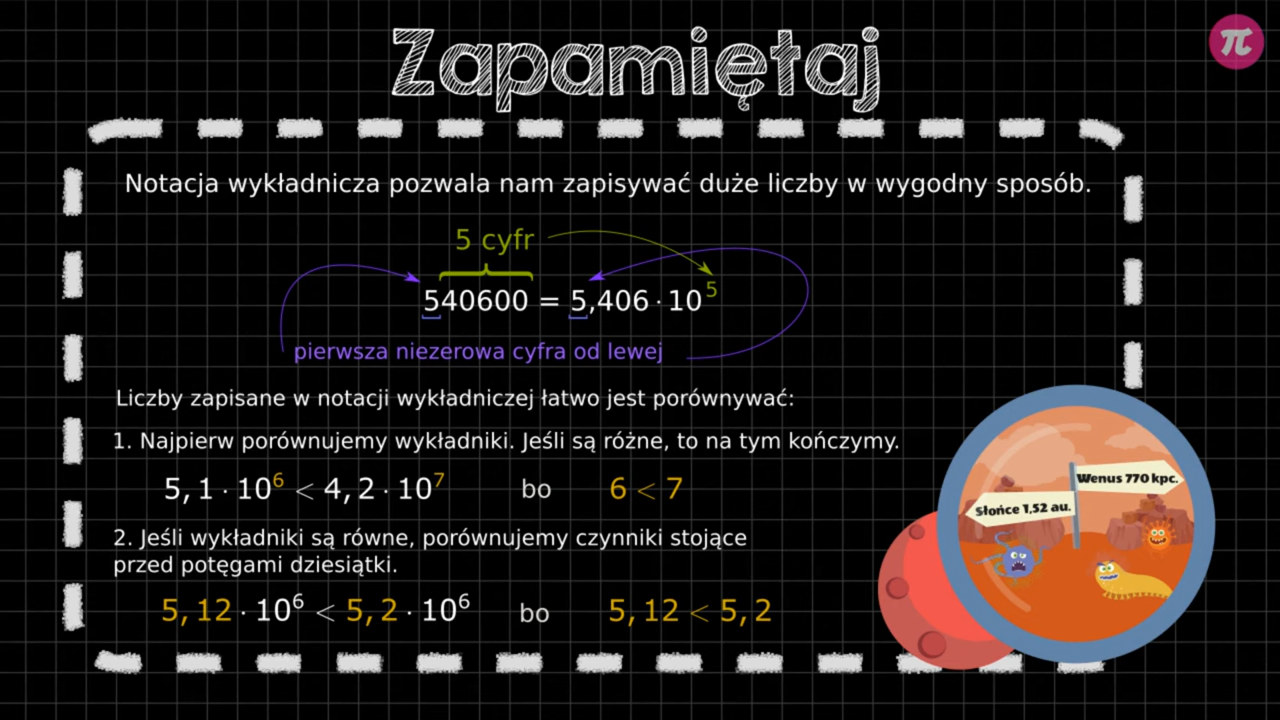 Zapamiętaj
π
Notacja wykładnicza pozwala nam zapisywać duże liczby w wygodny sposób.
5 cyfr
540600 = 5,406 · 10⁵
pierwsza niezerowa cyfra od lewej
Liczby zapisane w notacji wykładniczej łatwo jest porównywać:
1. Najpierw porównujemy wykładniki. Jeśli są różne, to na tym kończymy.
5, 1 · 10⁶ < 4, 2 · 10⁷ bo 6 < 7
Wenus 770 kpc.
Słońce 1,52 au.
2. Jeśli wykładniki są równe, porównujemy czynniki stojące
przed potęgami dziesiątki.
5, 12 · 10⁶ < 5, 2 · 10⁶ bo 5, 12 < 5, 2